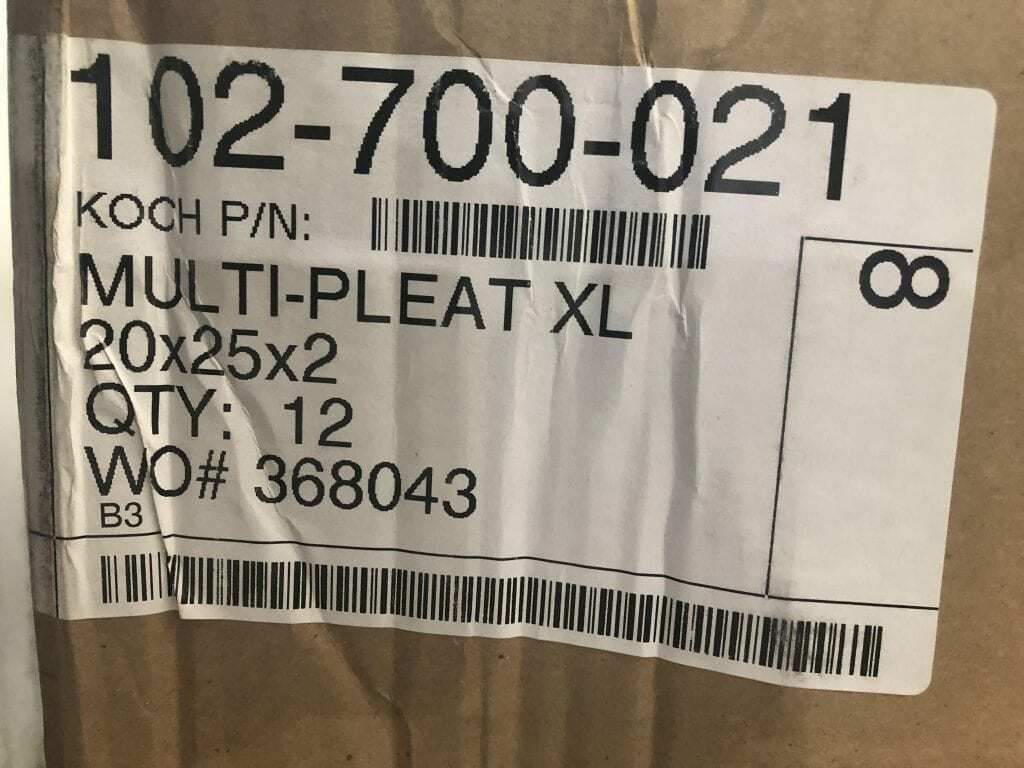 102-700-021
KOCH P/N:
MULTI-PLEAT XL
8
20x25x2
QTY: 12
WO# 368043
B3